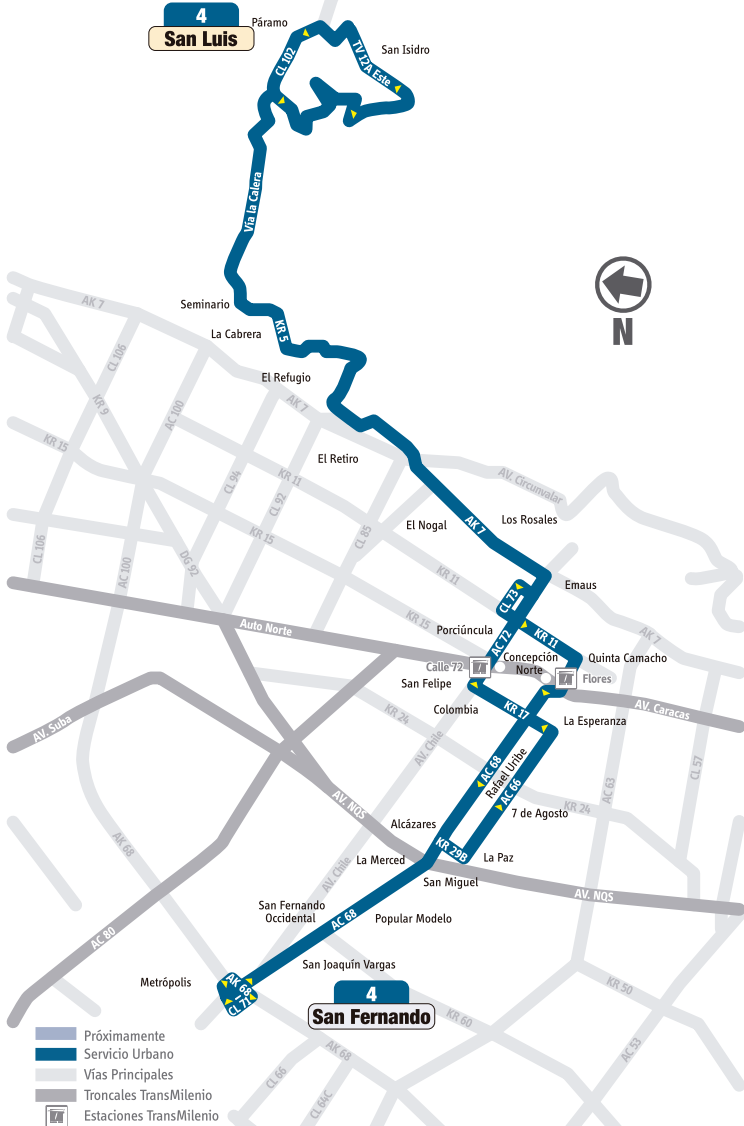 4
San Luis
Páramo
San Isidro
CL 102
TV 12A Este
Vía la Calera
N
Seminario
AK 7
KR 5
La Cabrera
CL 106
El Refugio
KR 9
AC 100
AK 7
KR 15
El Retiro
CL 94
KR 11
CL 92
AV. Circunvalar
El Nogal
AK 7
Los Rosales
KR 15
CL 85
CL 106
AC 100
DG 92
KR 11
Emaus
CL 73
KR 15
Auto Norte
Porciúncula
KR 11
AK 7
AC 72
Calle 72
Concepción
Norte
Quinta Camacho
Flores
San Felipe
Colombia
KR 17
AV. Caracas
La Esperanza
KR 24
AV. Suba
AV. Chile
AC 68
Rafael Uribe
AC 66
AC 63
CL 57
AV. NQS
KR 24
7 de Agosto
Alcázares
AK 68
KR 29B
La Paz
La Merced
AV. Chile
San Miguel
AV. NQS
San Fernando
Occidental
AC 68
Popular Modelo
AC 80
San Joaquín Vargas
Metrópolis
AK 68
CL 71
4
San Fernando
KR 50
KR 60
AC 53
AK 68
CL 66
CL 64C
Próximamente
Servicio Urbano
Vías Principales
Troncales TransMilenio
Estaciones TransMilenio